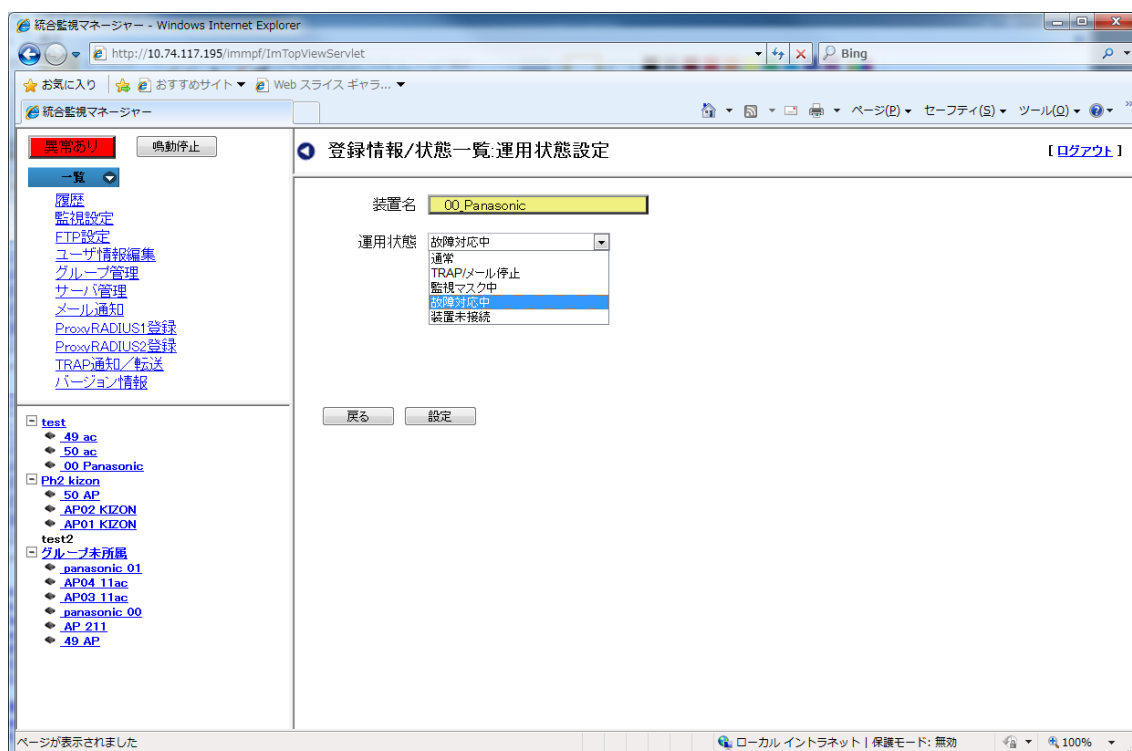 統合監視マネージャー - Windows Internet Explorer
http://10.74.117.195/immpf/ImTopViewServlet
Bing
お気に入り
おすすめサイト ▼
Web スライス ギャラ... ▼
統合監視マネージャー
ページ(P) ▼
セーフティ(S) ▼
ツール(O) ▼
»
異常あり
鳴動停止
一覧
履歴
監視設定
FTP設定
ユーザ情報編集
グループ管理
サーバ管理
メール通知
ProxyRADIUS1登録
ProxyRADIUS2登録
TRAP通知/転送
バージョン情報
test
49 ac
50 ac
00 Panasonic
Ph2 kizon
50 AP
AP02 KIZON
AP01 KIZON
test2
グループ未所属
panasonic 01
AP04 11ac
AP03 11ac
panasonic 00
AP 211
49 AP
登録情報/状態一覧:運用状態設定
[ ログアウト ]
装置名
00_Panasonic
運用状態
故障対応中
通常
TRAP/メール停止
監視マスク中
故障対応中
装置未接続
戻る
設定
ページが表示されました
ローカル イントラネット | 保護モード: 無効
100%